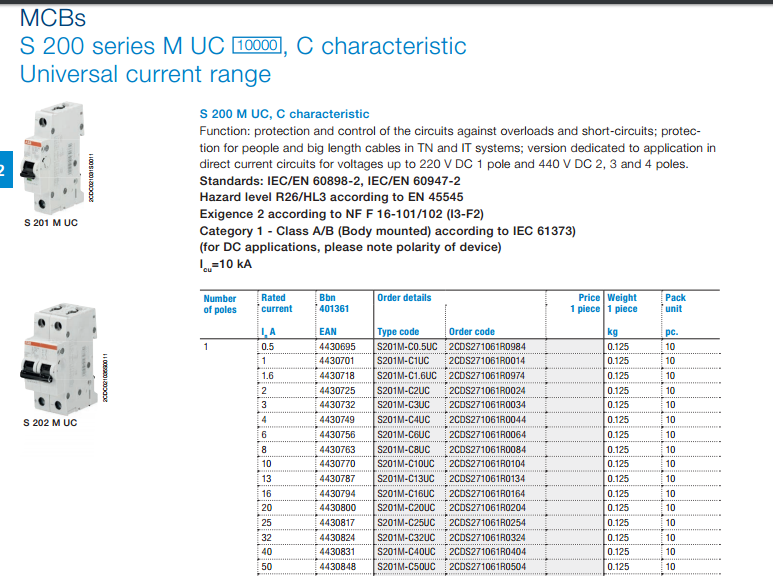 MCBs
S 200 series M UC 10000, C characteristic
Universal current range
S 200 M UC, C characteristic
Function: protection and control of the circuits against overloads and short-circuits; protec-
tion for people and big length cables in TN and IT systems; version dedicated to application in
direct current circuits for voltages up to 220 V DC 1 pole and 440 V DC 2, 3 and 4 poles.
Standards: IEC/EN 60898-2, IEC/EN 60947-2
Hazard level R26/HL3 according to EN 45545
Exigence 2 according to NF F 16-101/102 (I3-F2)
Category 1 - Class A/B (Body mounted) according to IEC 61373)
(for DC applications, please note polarity of device)
Icu=10 kA
2
S 201 M UC
S 202 M UC
Number of poles Rated current Bbn 401361 Order details Price 1 piece Weight 1 piece Pack unit
In A EAN Type code Order code kg pc.
1 0.5 4430695 S201M-C0.5UC 2CDS271061R0984 0.125 10
1 4430701 S201M-C1UC 2CDS271061R0014 0.125 10
1.6 4430718 S201M-C1.6UC 2CDS271061R0974 0.125 10
2 4430725 S201M-C2UC 2CDS271061R0024 0.125 10
3 4430732 S201M-C3UC 2CDS271061R0034 0.125 10
4 4430749 S201M-C4UC 2CDS271061R0044 0.125 10
6 4430756 S201M-C6UC 2CDS271061R0064 0.125 10
8 4430763 S201M-C8UC 2CDS271061R0084 0.125 10
10 4430770 S201M-C10UC 2CDS271061R0104 0.125 10
13 4430787 S201M-C13UC 2CDS271061R0134 0.125 10
16 4430794 S201M-C16UC 2CDS271061R0164 0.125 10
20 4430800 S201M-C20UC 2CDS271061R0204 0.125 10
25 4430817 S201M-C25UC 2CDS271061R0254 0.125 10
32 4430824 S201M-C32UC 2CDS271061R0324 0.125 10
40 4430831 S201M-C40UC 2CDS271061R0404 0.125 10
50 4430848 S201M-C50UC 2CDS271061R0504 0.125 10